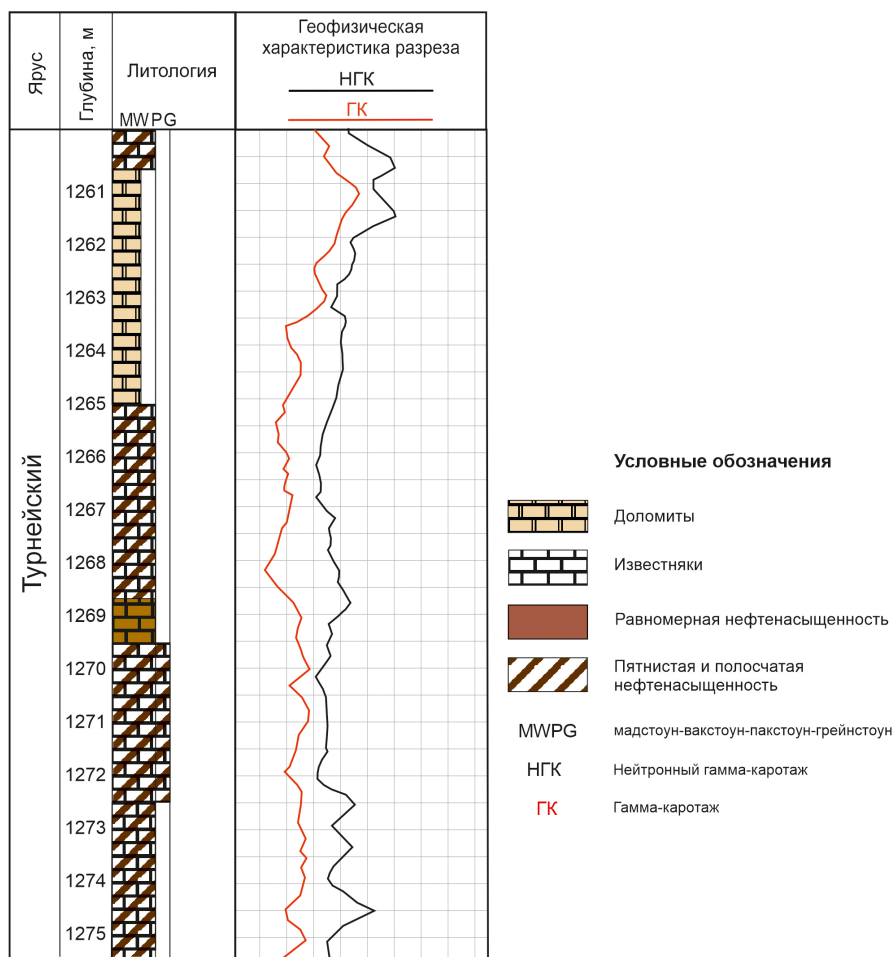 Ярус
Глубина, м
Литология
MWPG
Геофизическая
характеристика разреза
НГК
ГК
Турнейский
1261
1262
1263
1264
1265
1266
1267
1268
1269
1270
1271
1272
1273
1274
1275
Условные обозначения
Доломиты
Известняки
Равномерная нефтенасыщенность
Пятнистая и полосчатая
нефтенасыщенность
MWPG мадстоун-вакстоун-пакстоун-грейнстоун
НГК Нейтронный гамма-каротаж
ГК Гамма-каротаж